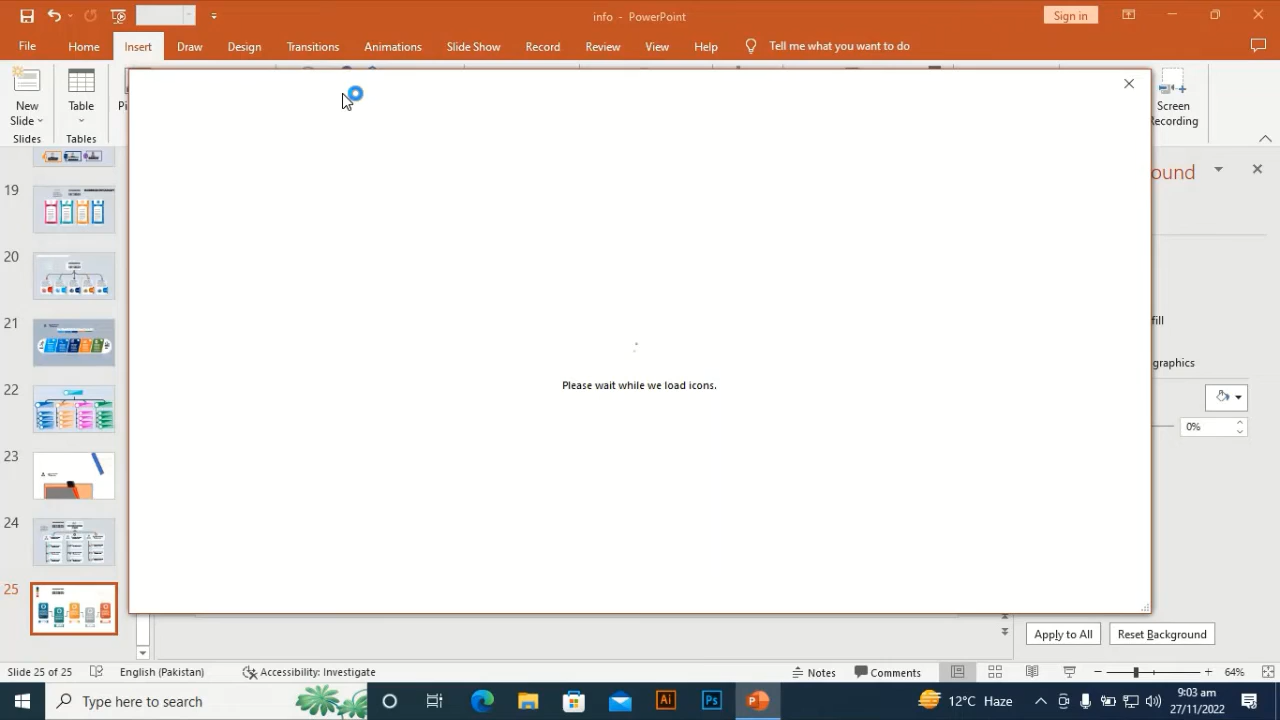 info - PowerPoint
Sign in
File Home Insert Draw Design Transitions Animations Slide Show Record Review View Help Tell me what you want to do
New
Slide
Slides
Table
Tables
Pi
Screen
Recording
ound
19
20
21
22
23
24
25
Please wait while we load icons.
fill
graphics
0%
Apply to All
Reset Background
Slide 25 of 25 English (Pakistan) Accessibility: Investigate Notes Comments 64%
Type here to search
Ai
Ps
12°C Haze
9:03 am
27/11/2022